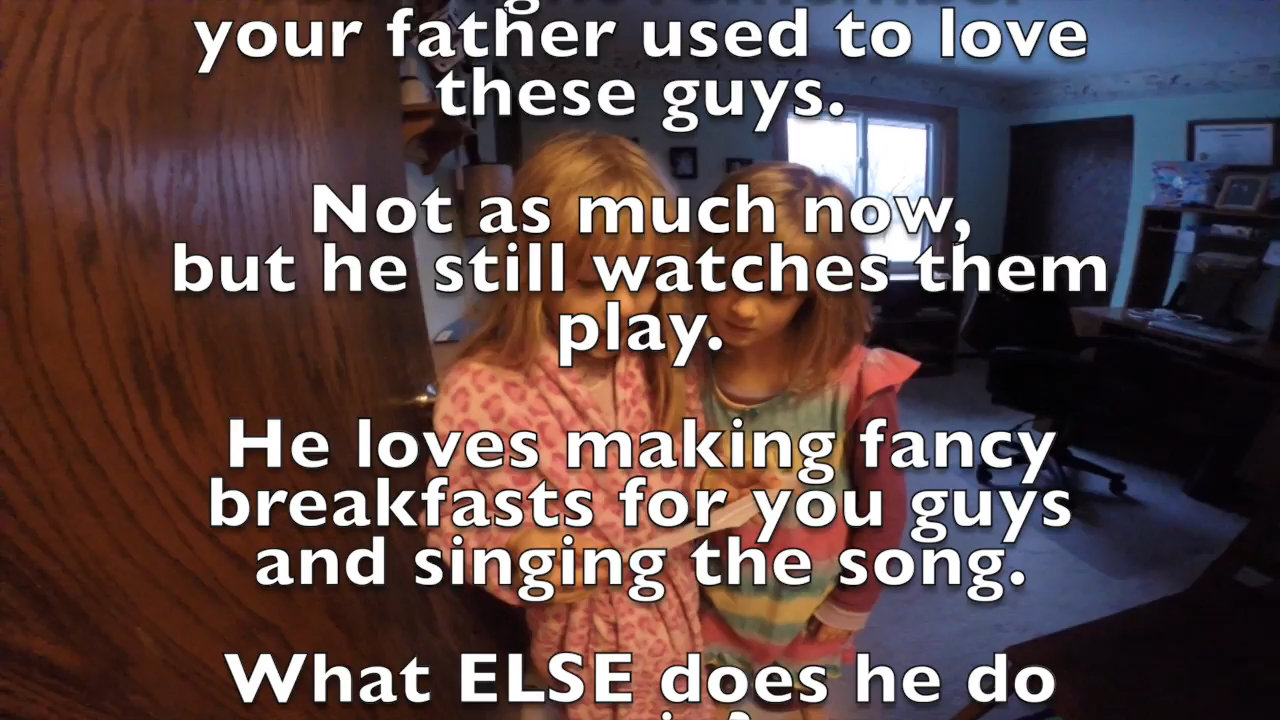 your father used to love
these guys.
Not as much now,
but he still watches them
play.
He loves making fancy
breakfasts for you guys
and singing the song.
What ELSE does he do